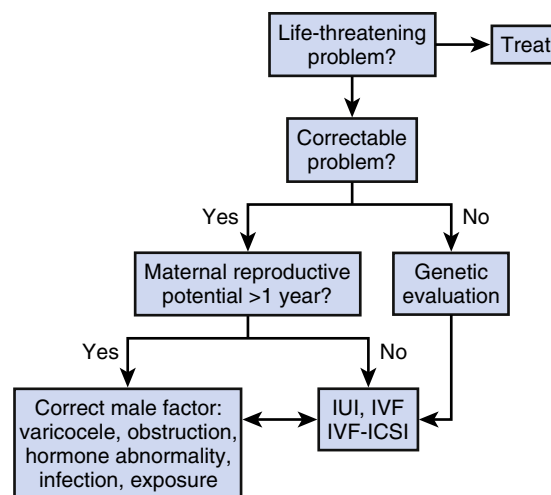 Life-threatening
problem?
Treat
Correctable
problem?
Yes
No
Maternal reproductive
potential >1 year?
Genetic
evaluation
Yes
No
Correct male factor:
varicocele, obstruction,
hormone abnormality,
infection, exposure
IUI, IVF
IVF-ICSI